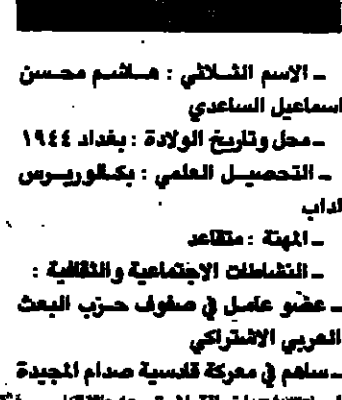 ـ الاسم الثلاثي : هاشم محسن
اسماعيل الساعدي
ـ محل وتاريخ الولادة : بغداد ١٩٤٤
ـ التحصيل العلمي : بكالوريوس
اداب
ـ المهنة : متقاعد
ـ النشاطات الاجتماعية والثقافية :
ـ عضو عامل في صفوف حزب البعث
العربي الاشتراكي
ـ ساهم في معركة قادسية صدام المجيدة